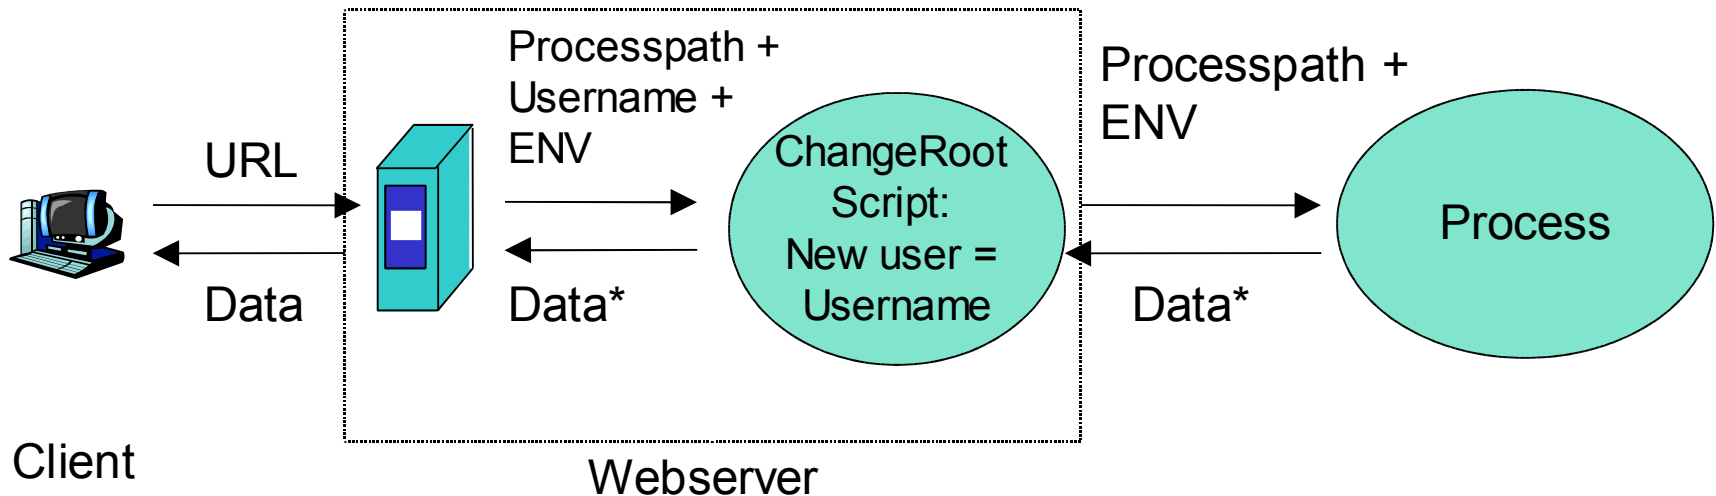 URL
Data
Client
Processpath +
Username +
ENV
Data*
ChangeRoot
Script:
New user =
Username
Webserver
Processpath +
ENV
Data*
Process